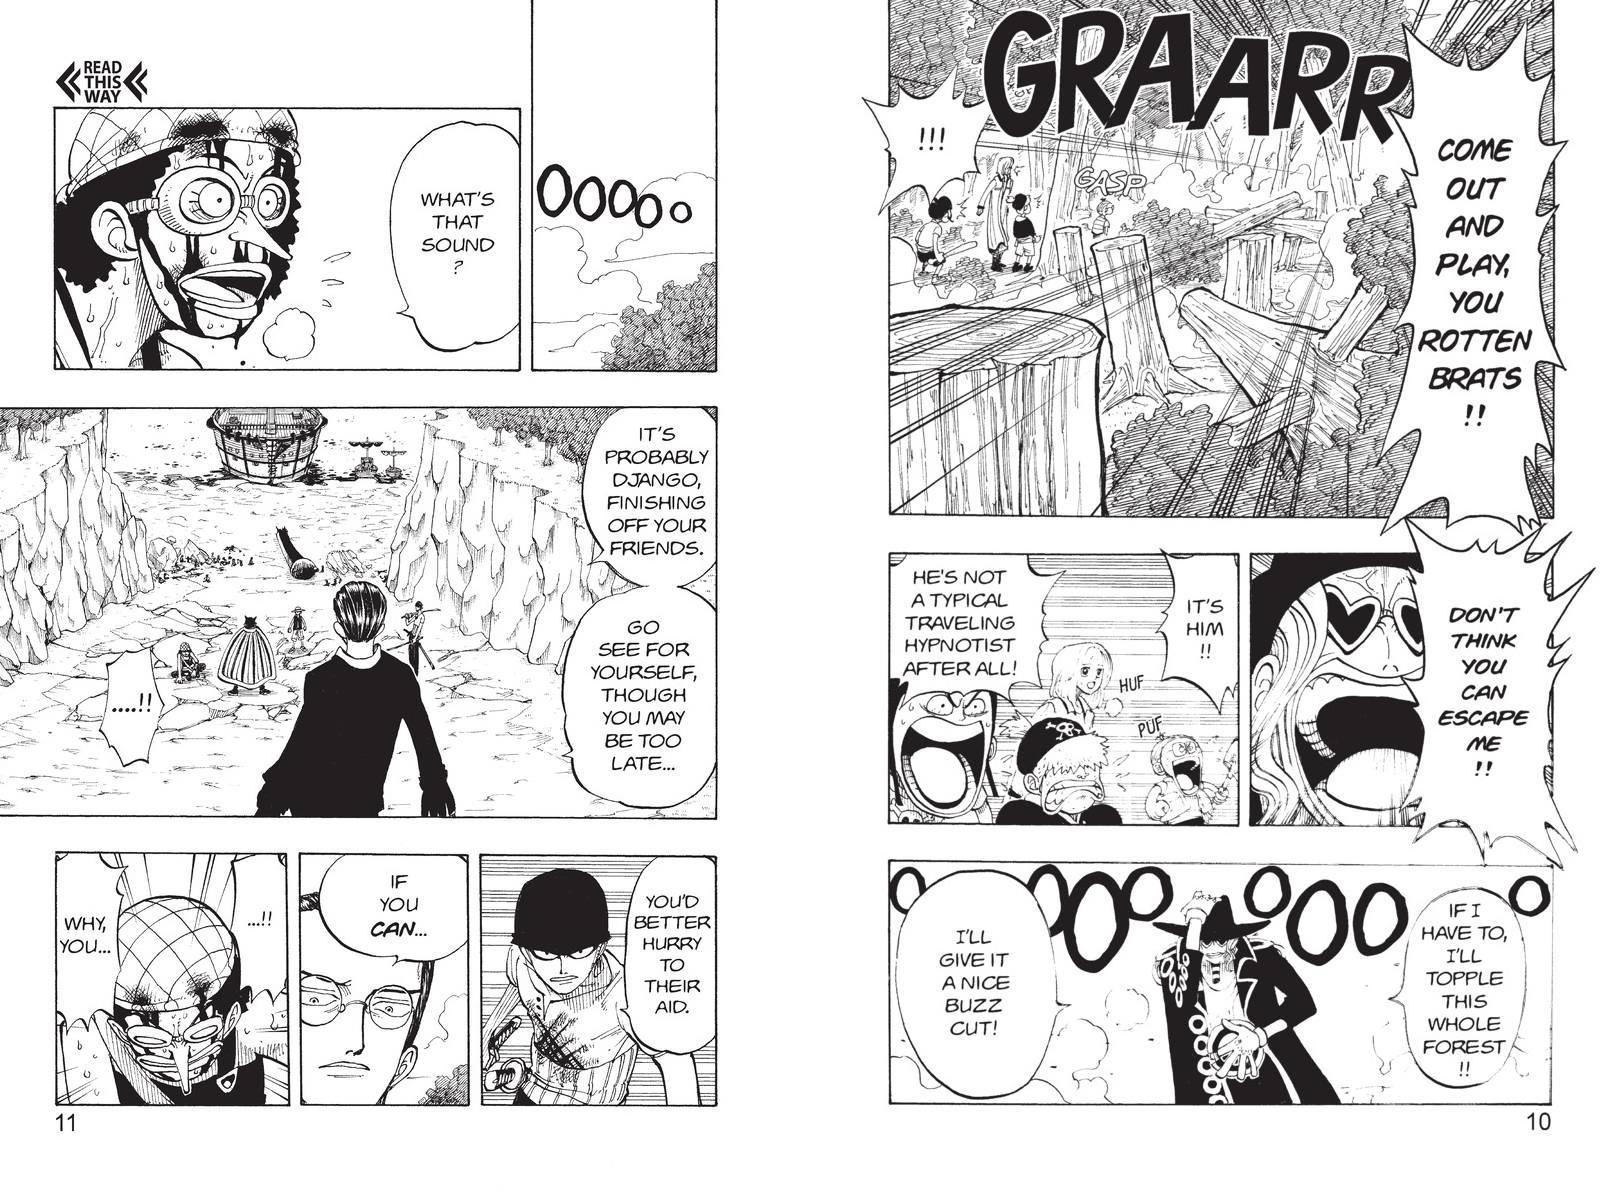 GRAARR
COME
OUT
AND
PLAY,
YOU
ROTTEN
BRATS
!!
GASP
!!!
DON'T
THINK
YOU
CAN
ESCAPE
ME
!!
IT'S
HIM
!!
HUF
PUF
HE'S NOT
A TYPICAL
TRAVELING
HYPNOTIST
AFTER ALL!
IF I
HAVE TO,
I'LL
TOPPLE
THIS
WHOLE
FOREST
!!
OOOOOOOO
I'LL
GIVE IT
A NICE
BUZZ
CUT!
10
READ
THIS
WAY
OOOOO
WHAT'S
THAT
SOUND
?
IT'S
PROBABLY
DJANGO,
FINISHING
OFF YOUR
FRIENDS.
GO
SEE FOR
YOURSELF,
THOUGH
YOU MAY
BE TOO
LATE...
....!!
YOU'D
BETTER
HURRY
TO
THEIR
AID.
IF
YOU
CAN...
...!!
WHY,
YOU...
11